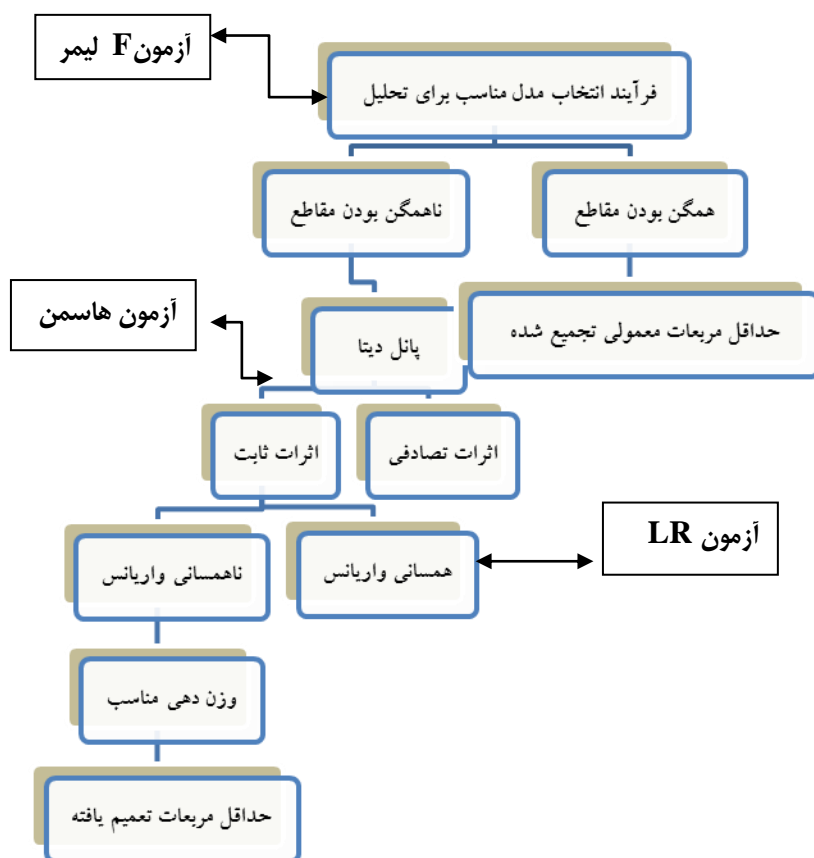 آزمونF لیمر
فرآیند انتخاب مدل مناسب برای تحلیل
همگن بودن مقاطع
ناهمگن بودن مقاطع
حداقل مربعات معمولی تجمیع شده
پانل دیتا
آزمون هاسمن
اثرات تصادفی
اثرات ثابت
آزمون LR
همسانی واریانس
ناهمسانی واریانس
وزن دهی مناسب
حداقل مربعات تعمیم یافته